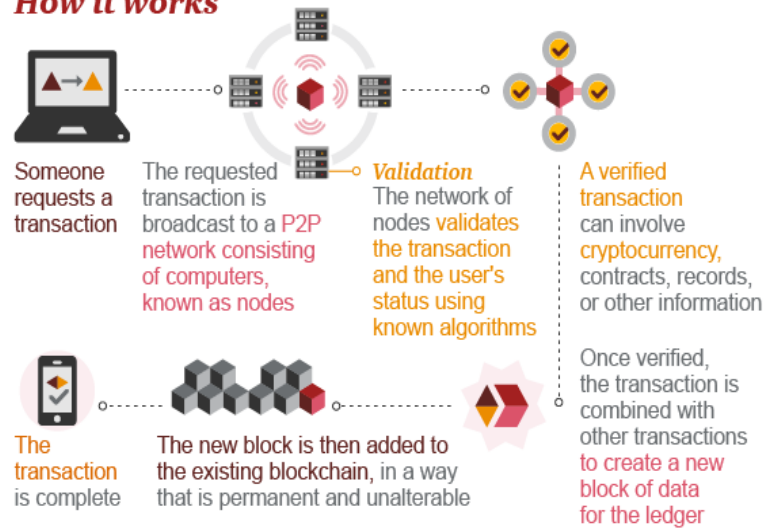 How it works
Someone
requests a
transaction
The requested
transaction is
broadcast to a P2P
network consisting
of computers,
known as nodes
Validation
The network of
nodes validates
the transaction
and the user's
status using
known algorithms
A verified
transaction
can involve
cryptocurrency,
contracts, records,
or other information
Once verified,
the transaction is
combined with
other transactions
to create a new
block of data
for the ledger
The new block is then added to
the existing blockchain, in a way
that is permanent and unalterable
The
transaction
is complete